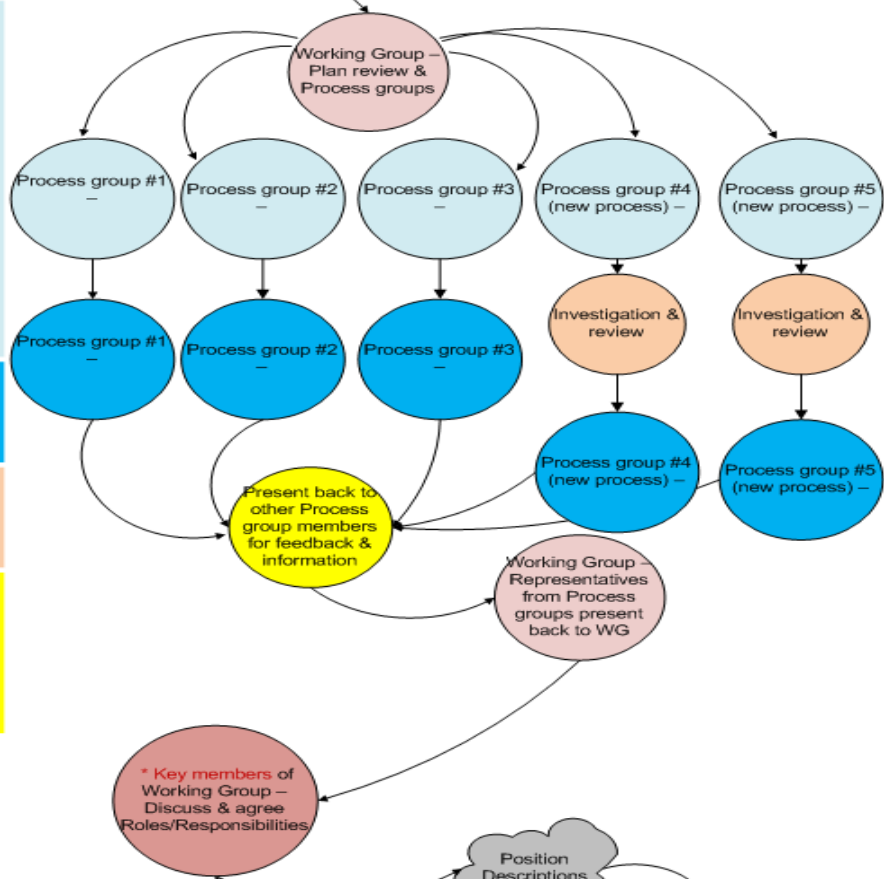 Working Group –
Plan review &
Process groups
Process group #1
–
Process group #2
–
Process group #3
–
Process group #4
(new process) –
Process group #5
(new process) –
Investigation &
review
Investigation &
review
Process group #1
–
Process group #2
–
Process group #3
–
Process group #4
(new process) –
Process group #5
(new process) –
Present back to
other Process
group members
for feedback &
information
Working Group –
Representatives
from Process
groups present
back to WG
* Key members of
Working Group –
Discuss & agree
Roles/Responsibilities
Position
Descriptions